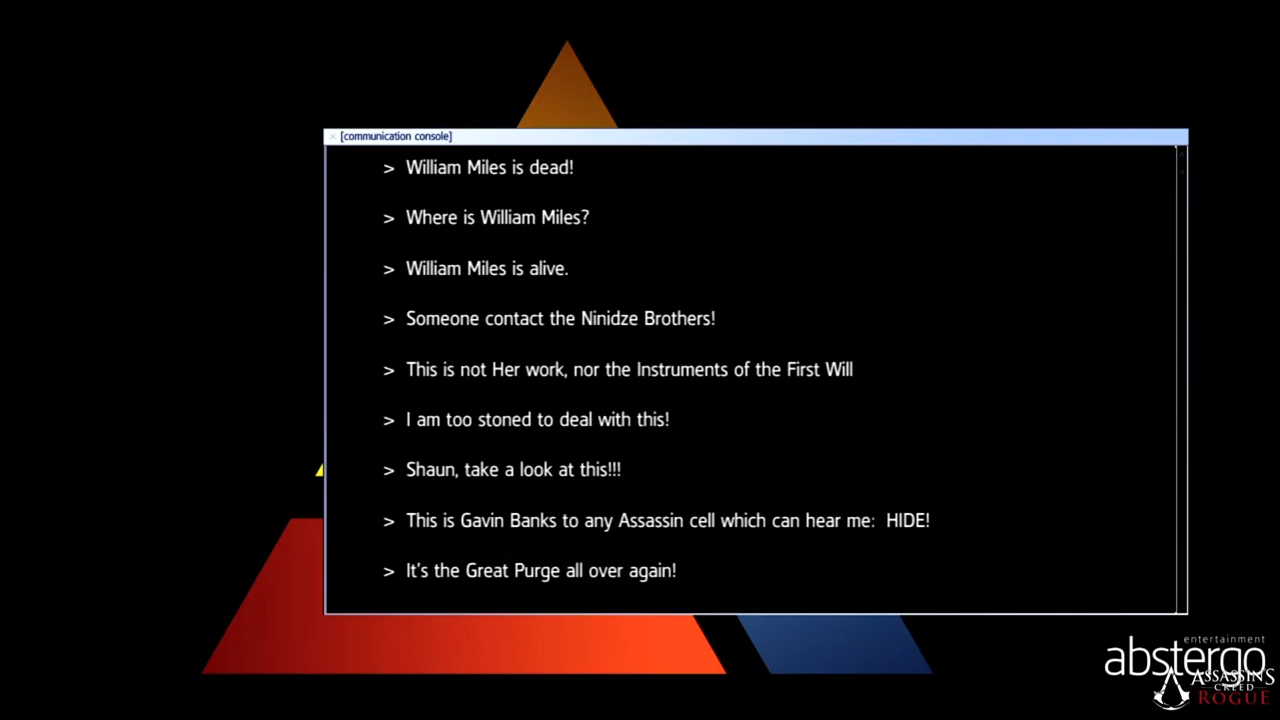 [communication console]
> William Miles is dead!
> Where is William Miles?
> William Miles is alive.
> Someone contact the Ninidze Brothers!
> This is not Her work, nor the Instruments of the First Will
> I am too stoned to deal with this!
> Shaun, take a look at this!!!
> This is Gavin Banks to any Assassin cell which can hear me:  HIDE!
> It's the Great Purge all over again!
entertainment
abstergo
ASSASSIN'S
CREED
ROGUE